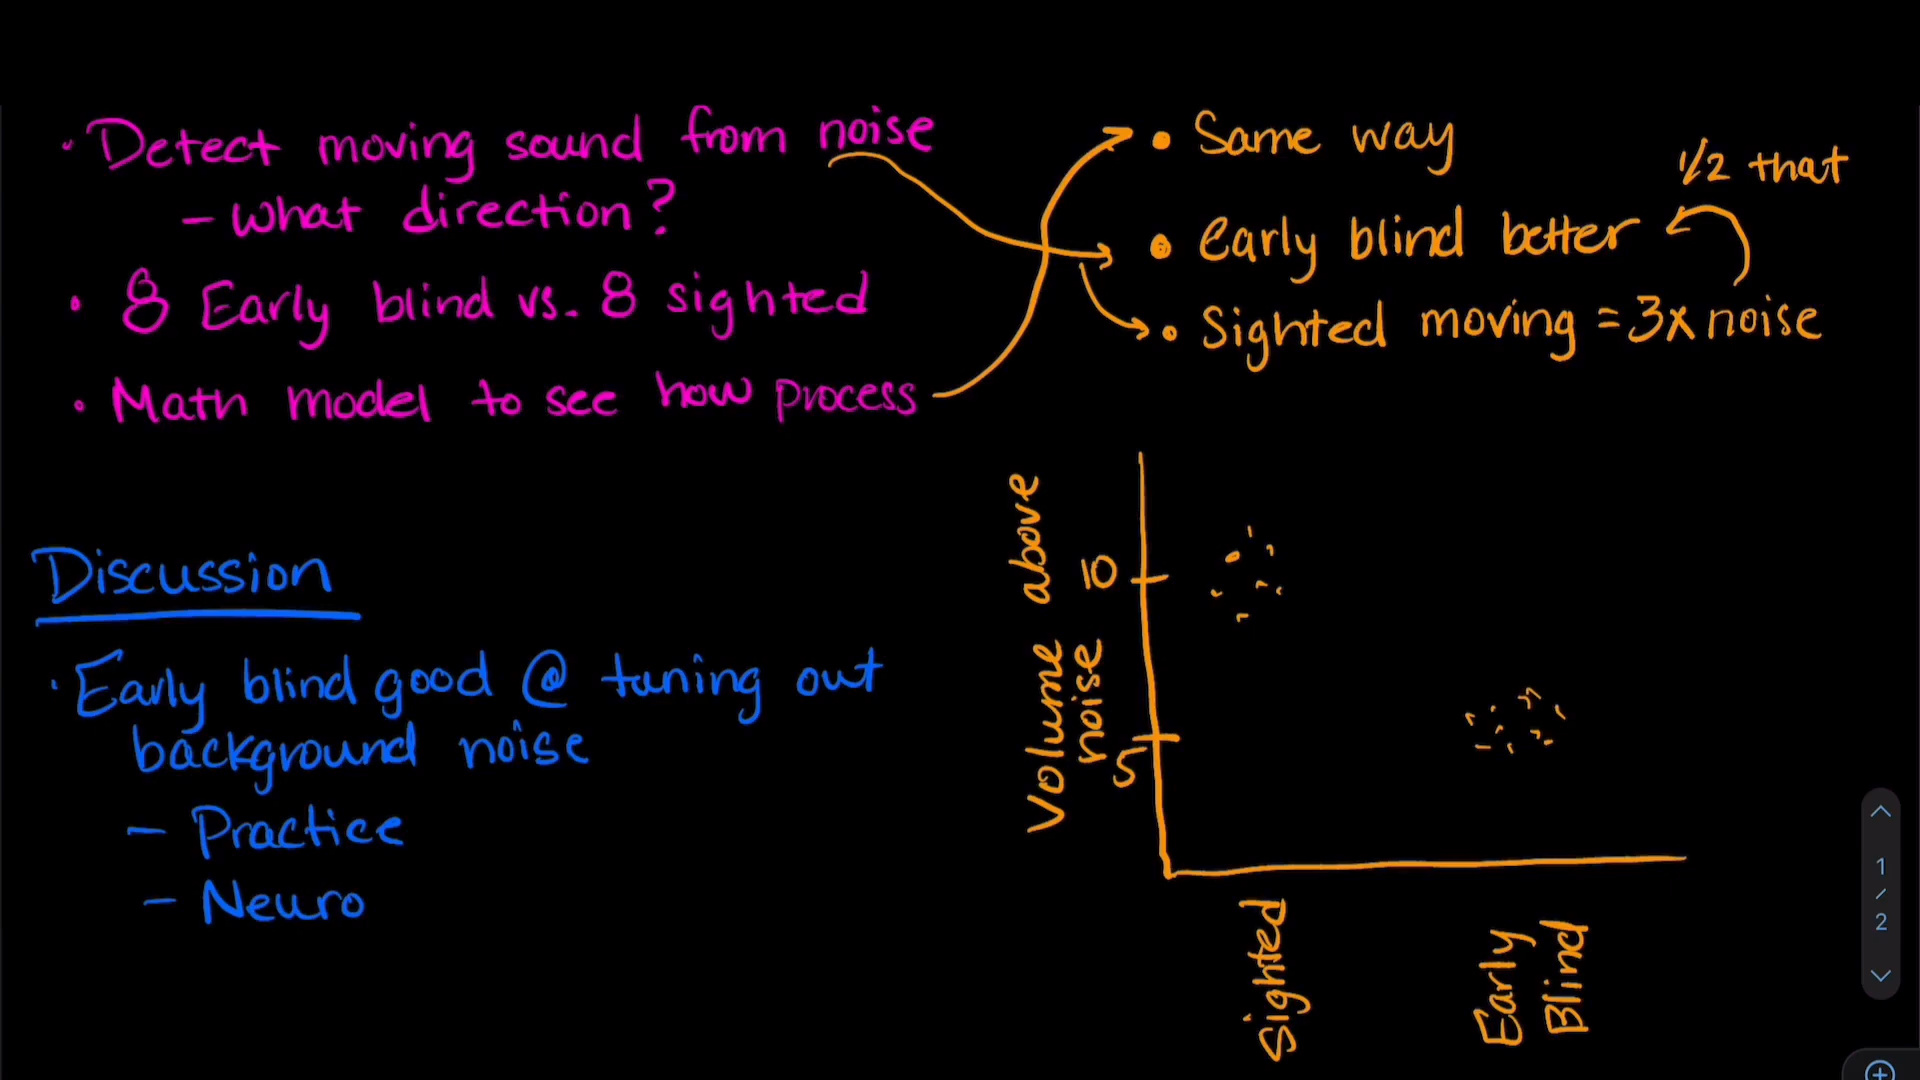 • Detect moving sound from noise
- what direction?
• 8 Early blind vs. 8 sighted
• Math model to see how process
• Same way
1/2 that
• Early blind better
• Sighted moving = 3x noise
Discussion
• Early blind good @ tuning out
background noise
- Practice
- Neuro
Volume above
noise
10
5
Sighted
Early
Blind
1
/
2